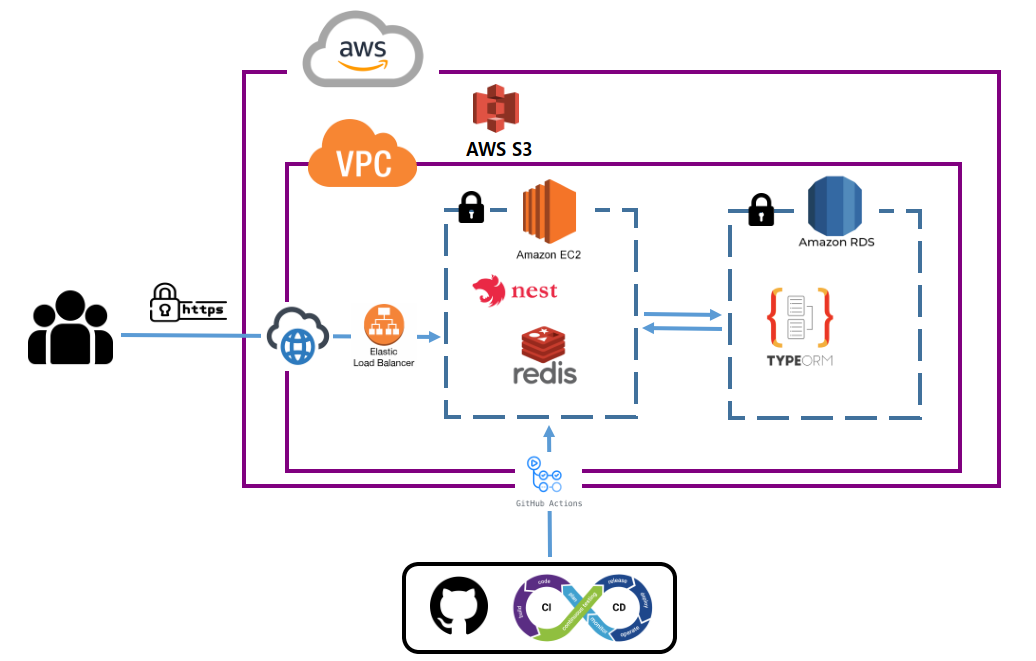 aws
AWS S3
VPC
Amazon EC2
Amazon RDS
nest
https
redis
Elastic
Load Balancer
TYPEORM
GitHub Actions
code
release
build
CI
plan
continuous testing
CD
deploy
monitor
operate